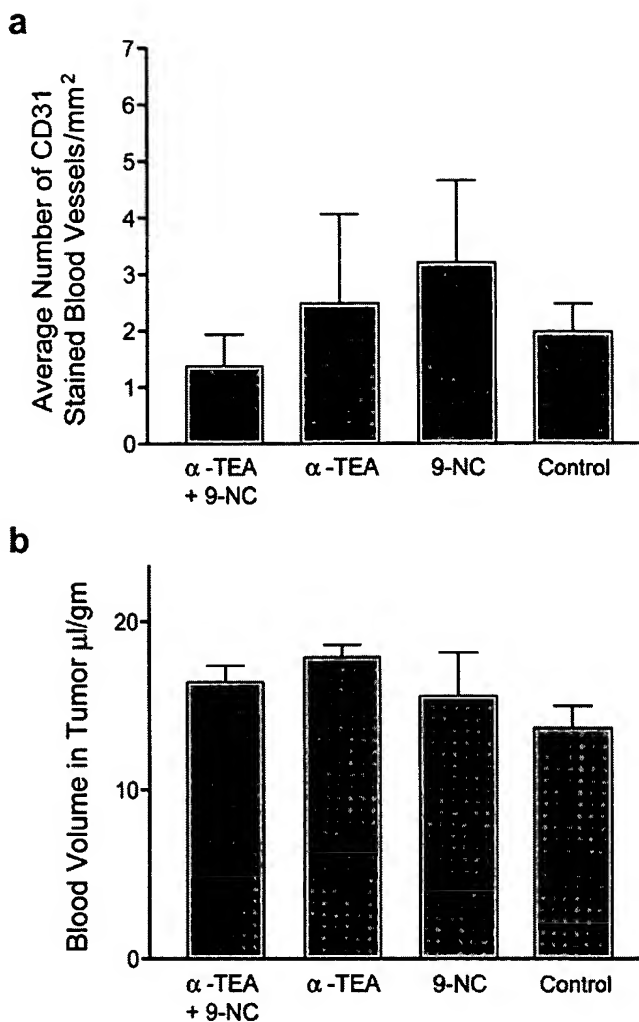 a
Average Number of CD31
Stained Blood Vessels/mm²
7
6
5
4
3
2
1
0
α -TEA
+ 9-NC
α -TEA
9-NC
Control
b
Blood Volume in Tumor μl/gm
20
10
0
α -TEA
+ 9-NC
α -TEA
9-NC
Control